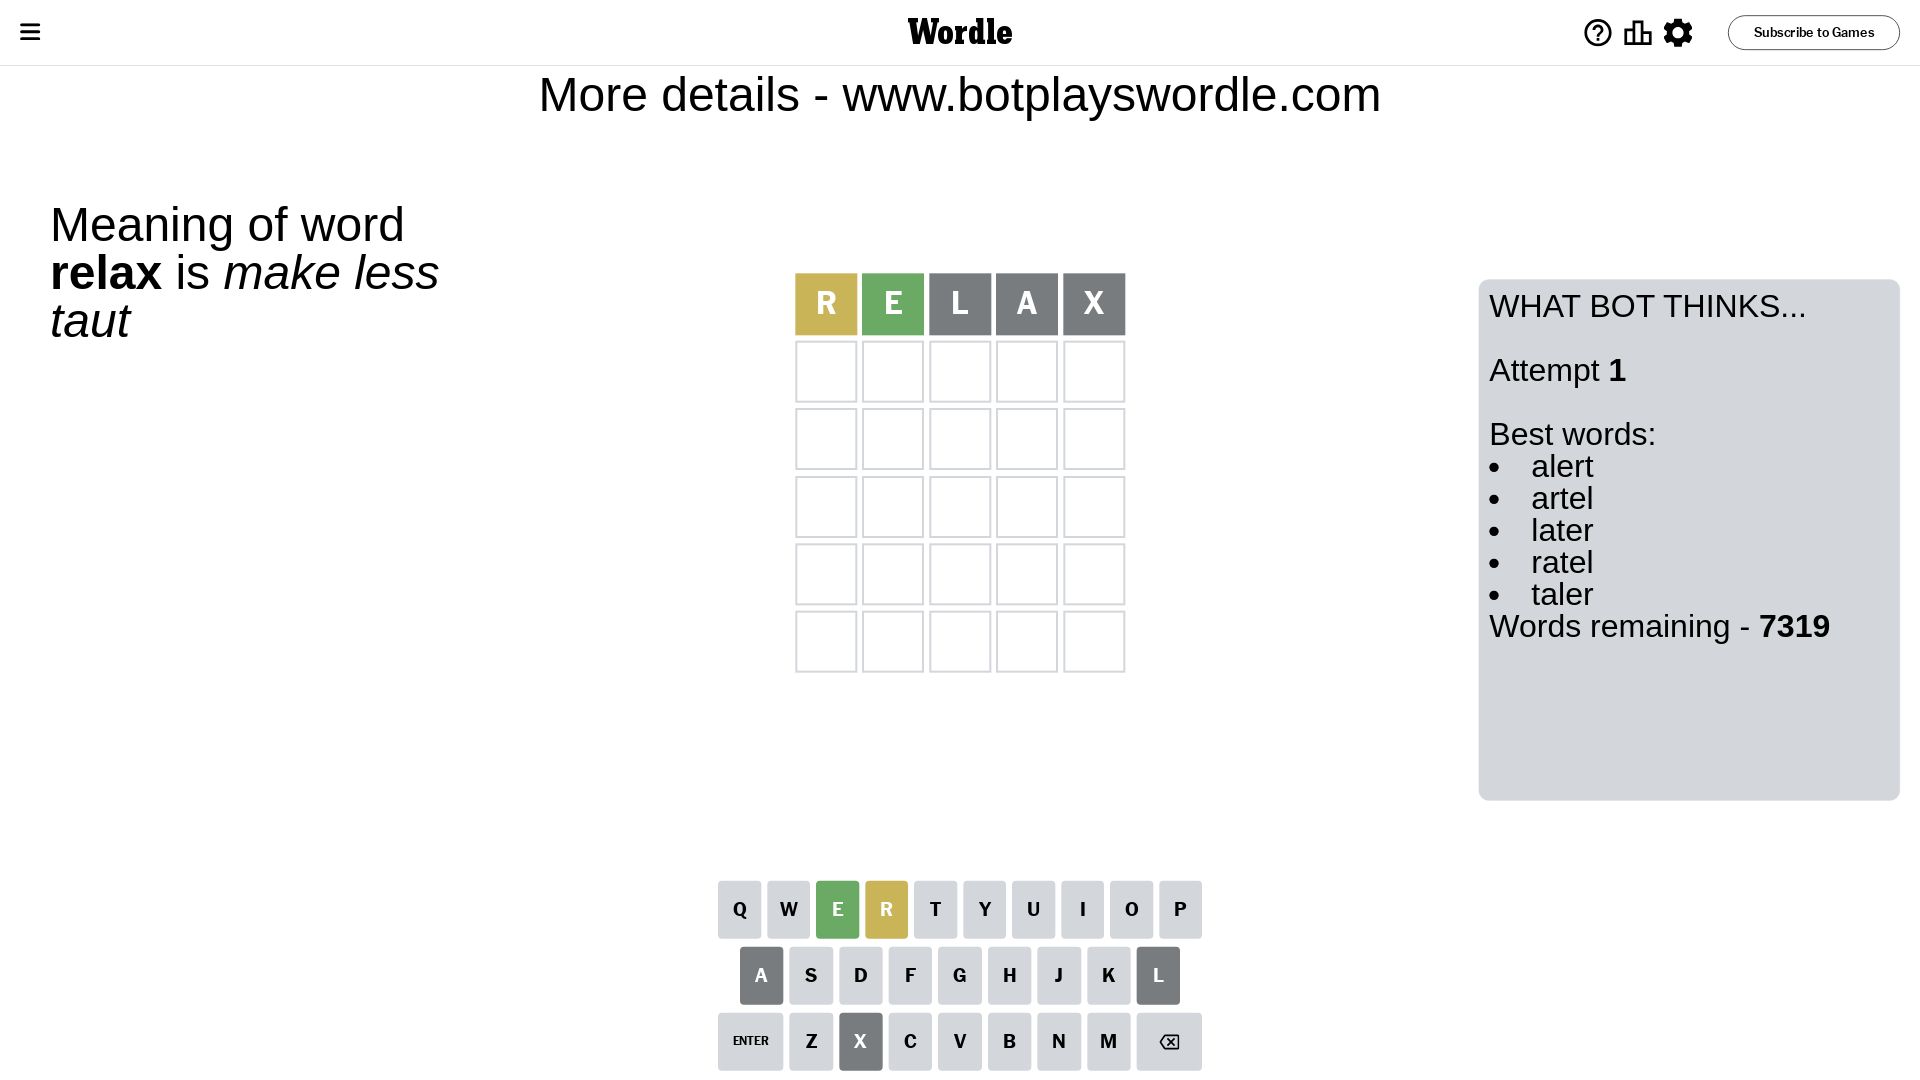 Wordle
Subscribe to Games
More details - www.botplayswordle.com
Meaning of word
relax is make less
taut
R E L A X
WHAT BOT THINKS...
Attempt 1
Best words:
• alert
• artel
• later
• ratel
• taler
Words remaining - 7319
Q W E R T Y U I O P
A S D F G H J K L
ENTER Z X C V B N M